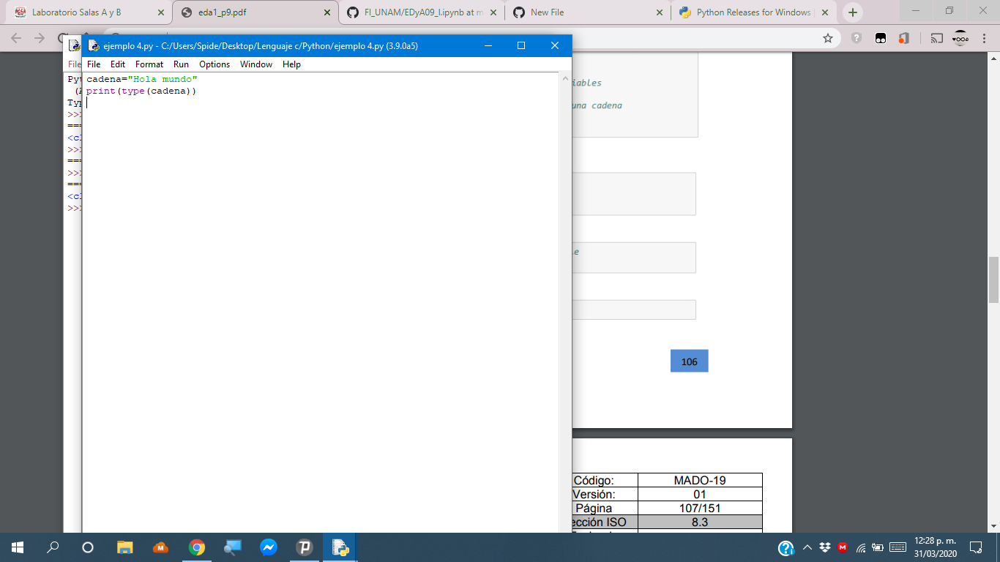 Laboratorio Salas A y B
eda1_p9.pdf
FI_UNAM/EDyA09_I.ipynb at m
New File
Python Releases for Windows
ejemplo 4.py - C:/Users/Spide/Desktop/Lenguaje c/Python/ejemplo 4.py (3.9.0a5)
File
File Edit Format Run Options Window Help
cadena="Hola mundo"
print(type(cadena))
Pyt
Typ
>>>
===
<cl
>>>
===
>>>
===
<cl
>>>
iables
una cadena
106
Código: MADO-19
Versión: 01
Página 107/151
ección ISO 8.3
12:28 p. m.
31/03/2020